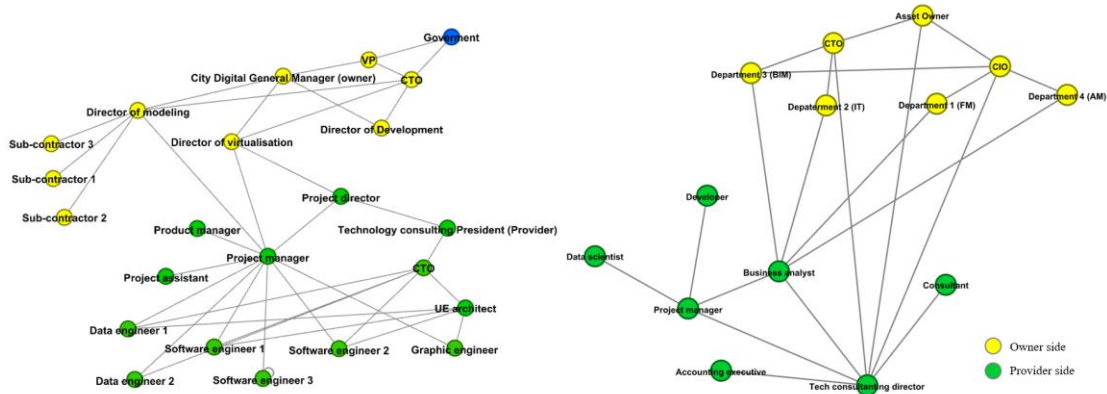 Goverment
VP
City Digital General Manager (owner)
CTO
Director of modeling
Director of Development
Sub-contractor 3
Director of virtualisation
Sub-contractor 1
Sub-contractor 2
Project director
Product manager
Technology consulting President (Provider)
Project manager
CTO
Project assistant
UE architect
Data engineer 1
Software engineer 1
Software engineer 2
Graphic engineer
Data engineer 2
Software engineer 3
Asset Owner
CTO
CIO
Department 3 (BIM)
Depaterment 2 (IT)
Department 1 (FM)
Department 4 (AM)
Developer
Data scientist
Business analyst
Consultant
Project manager
Accounting executive
Tech consultanting director
Owner side
Provider side